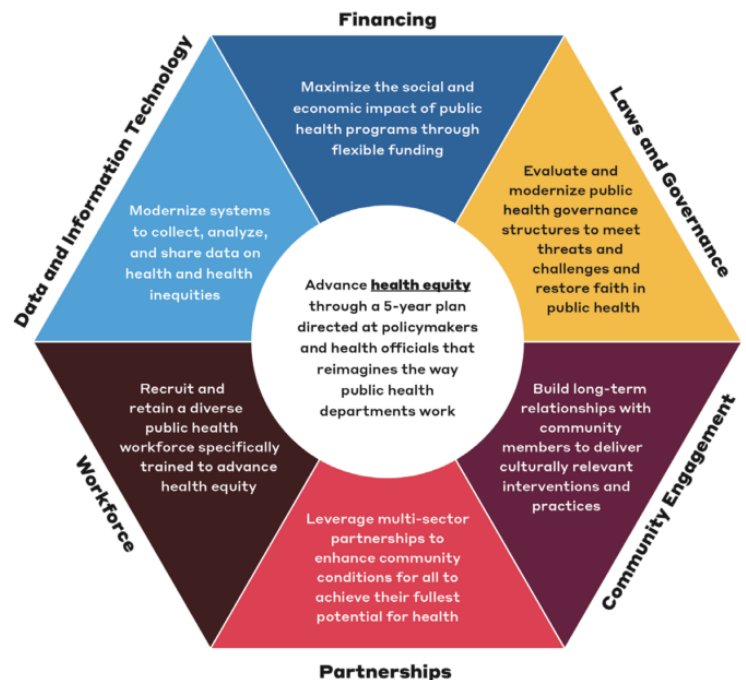 Financing
Maximize the social and
economic impact of public
health programs through
flexible funding
Laws and Governance
Evaluate and
modernize public
health governance
structures to meet
threats and
challenges and
restore faith in
public health
Community Engagement
Build long-term
relationships with
community
members to deliver
culturally relevant
interventions and
practices
Partnerships
Leverage multi-sector
partnerships to
enhance community
conditions for all to
achieve their fullest
potential for health
Workforce
Recruit and
retain a diverse
public health
workforce specifically
trained to advance
health equity
Data and Information Technology
Modernize systems
to collect, analyze,
and share data on
health and health
inequities
Advance health equity
through a 5-year plan
directed at policymakers
and health officials that
reimagines the way
public health
departments work